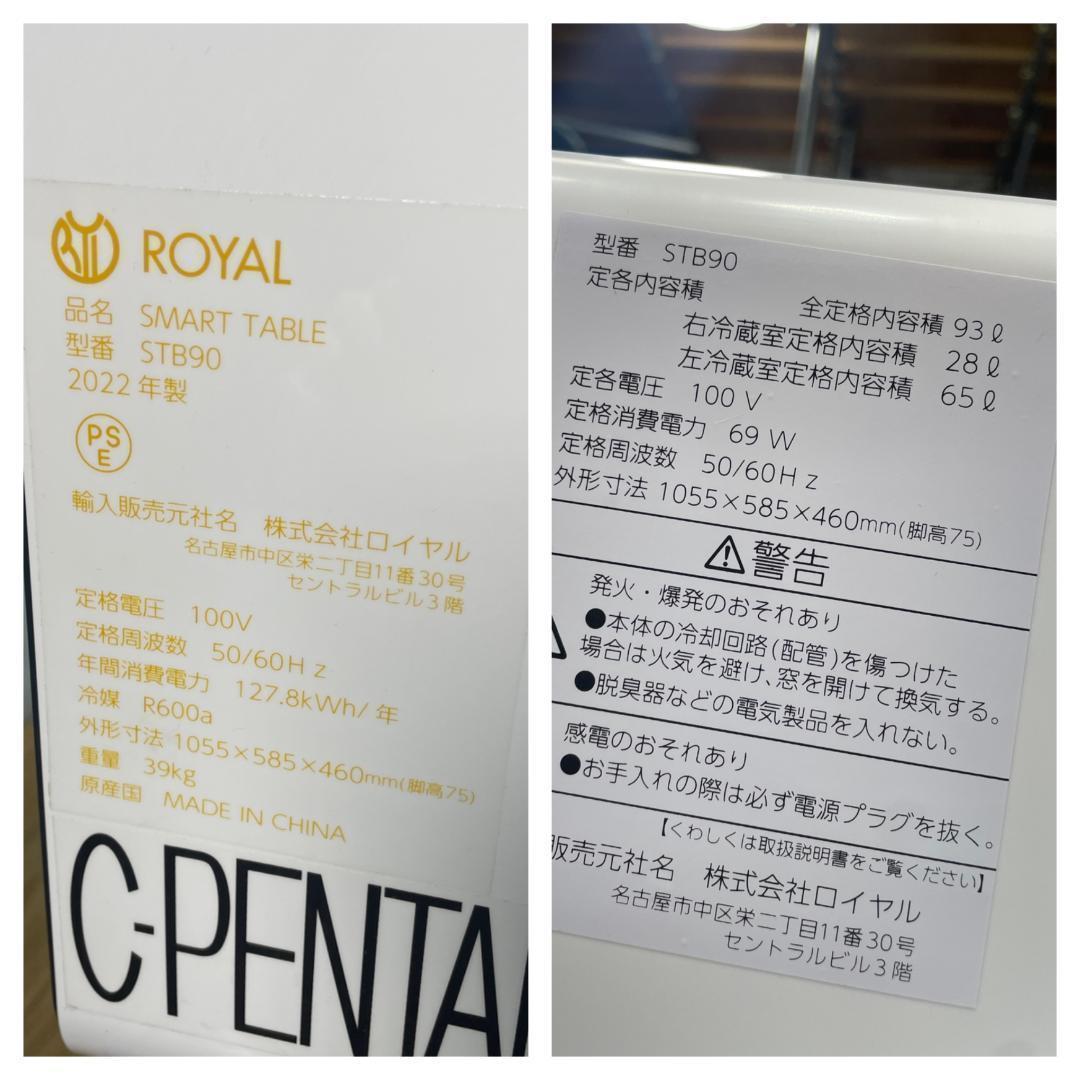 ROYAL
品名 SMART TABLE
型番 STB90
2022年製
PS
E
輸入販売元社名 株式会社ロイヤル
名古屋市中区栄二丁目11番30号
セントラルビル3階
定格電圧 100V
定格周波数 50/60Hz
年間消費電力 127.8kWh/年
冷媒 R600a
外形寸法 1055×585×460mm(脚高75)
重量 39kg
原産国 MADE IN CHINA
C-PENTA
型番 STB90
定各内容積
全定格内容積 93ℓ
右冷蔵室定格内容積 28ℓ
左冷蔵室定格内容積 65ℓ
定各電圧 100 V
定格消費電力 69 W
定格周波数 50/60Hz
外形寸法 1055×585×460mm(脚高75)
警告
発火・爆発のおそれあり
●本体の冷却回路(配管)を傷つけた
場合は火気を避け、窓を開けて換気する。
●脱臭器などの電気製品を入れない。
感電のおそれあり
●お手入れの際は必ず電源プラグを抜く。
【くわしくは取扱説明書をご覧ください】
販売元社名 株式会社ロイヤル
名古屋市中区栄二丁目11番30号
セントラルビル3階